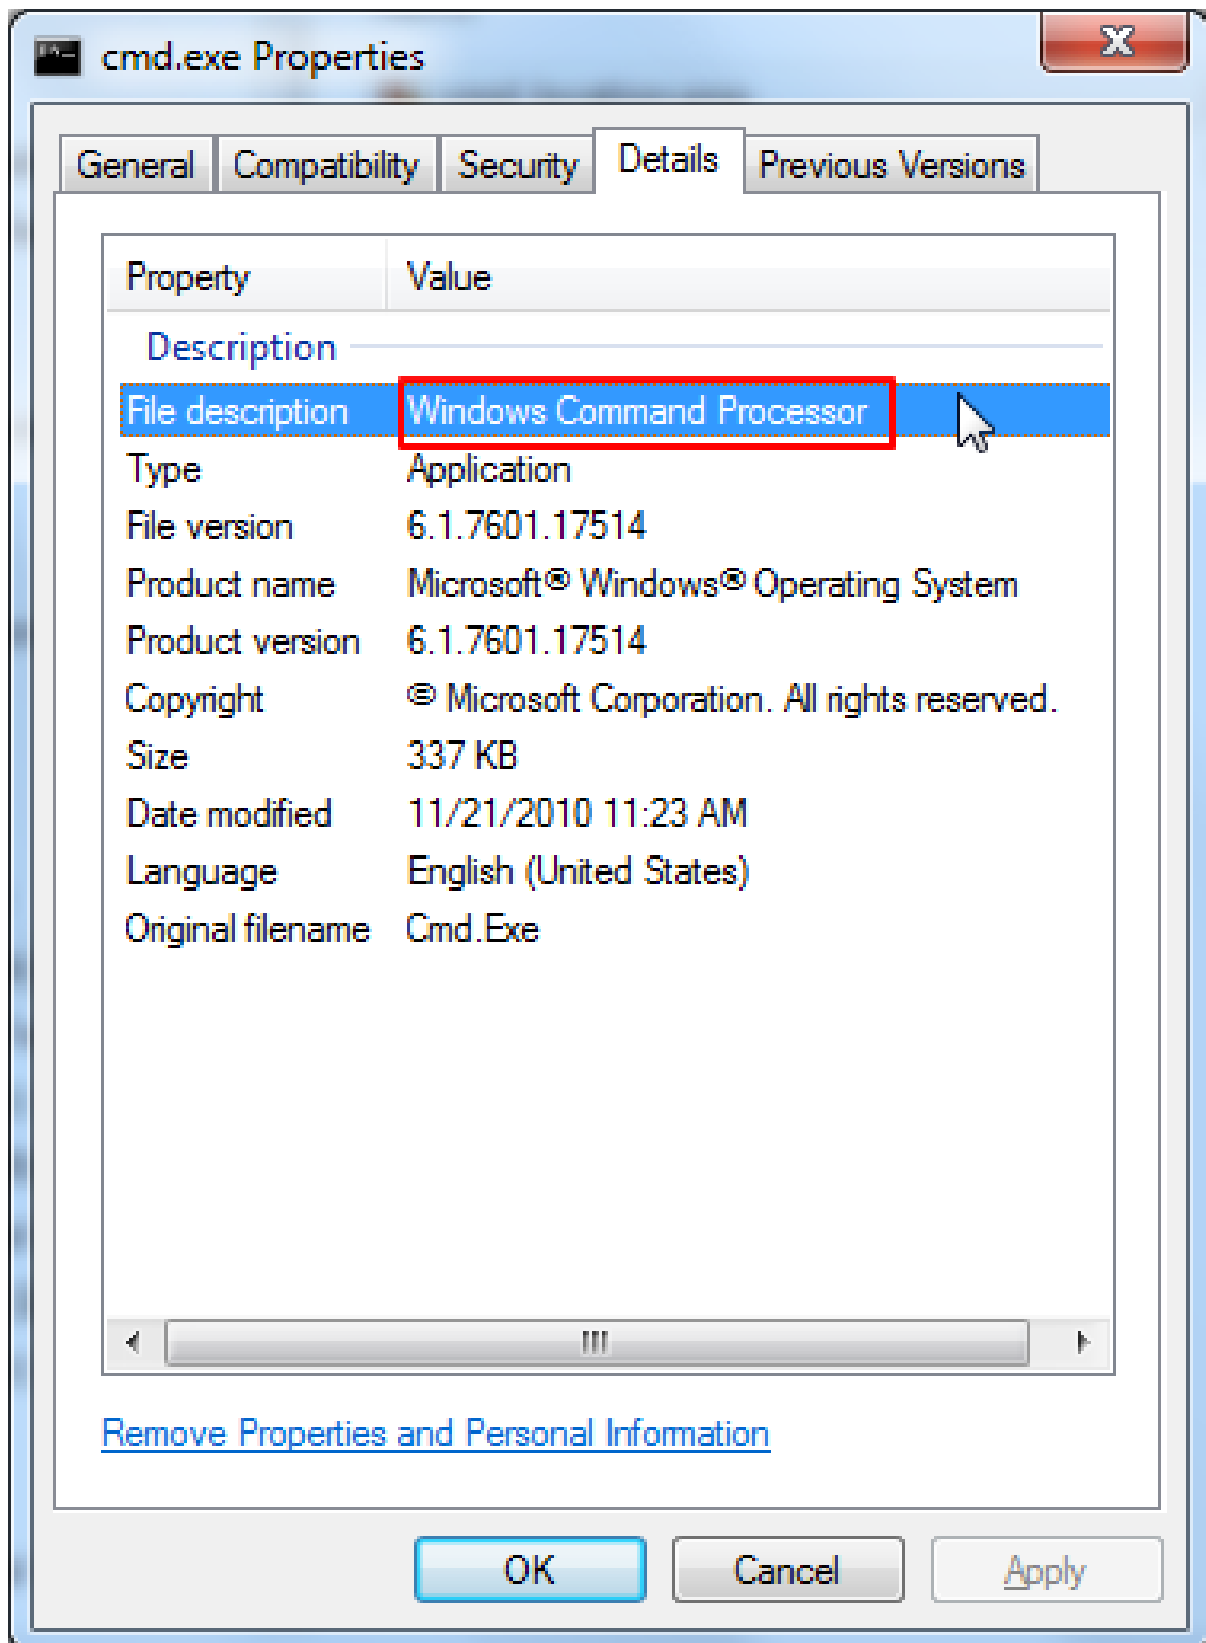 cmd.exe Properties
General Compatibility Security Details Previous Versions
Property Value
Description
File description Windows Command Processor
Type Application
File version 6.1.7601.17514
Product name Microsoft® Windows® Operating System
Product version 6.1.7601.17514
Copyright © Microsoft Corporation. All rights reserved.
Size 337 KB
Date modified 11/21/2010 11:23 AM
Language English (United States)
Original filename Cmd.Exe
Remove Properties and Personal Information
OK Cancel Apply